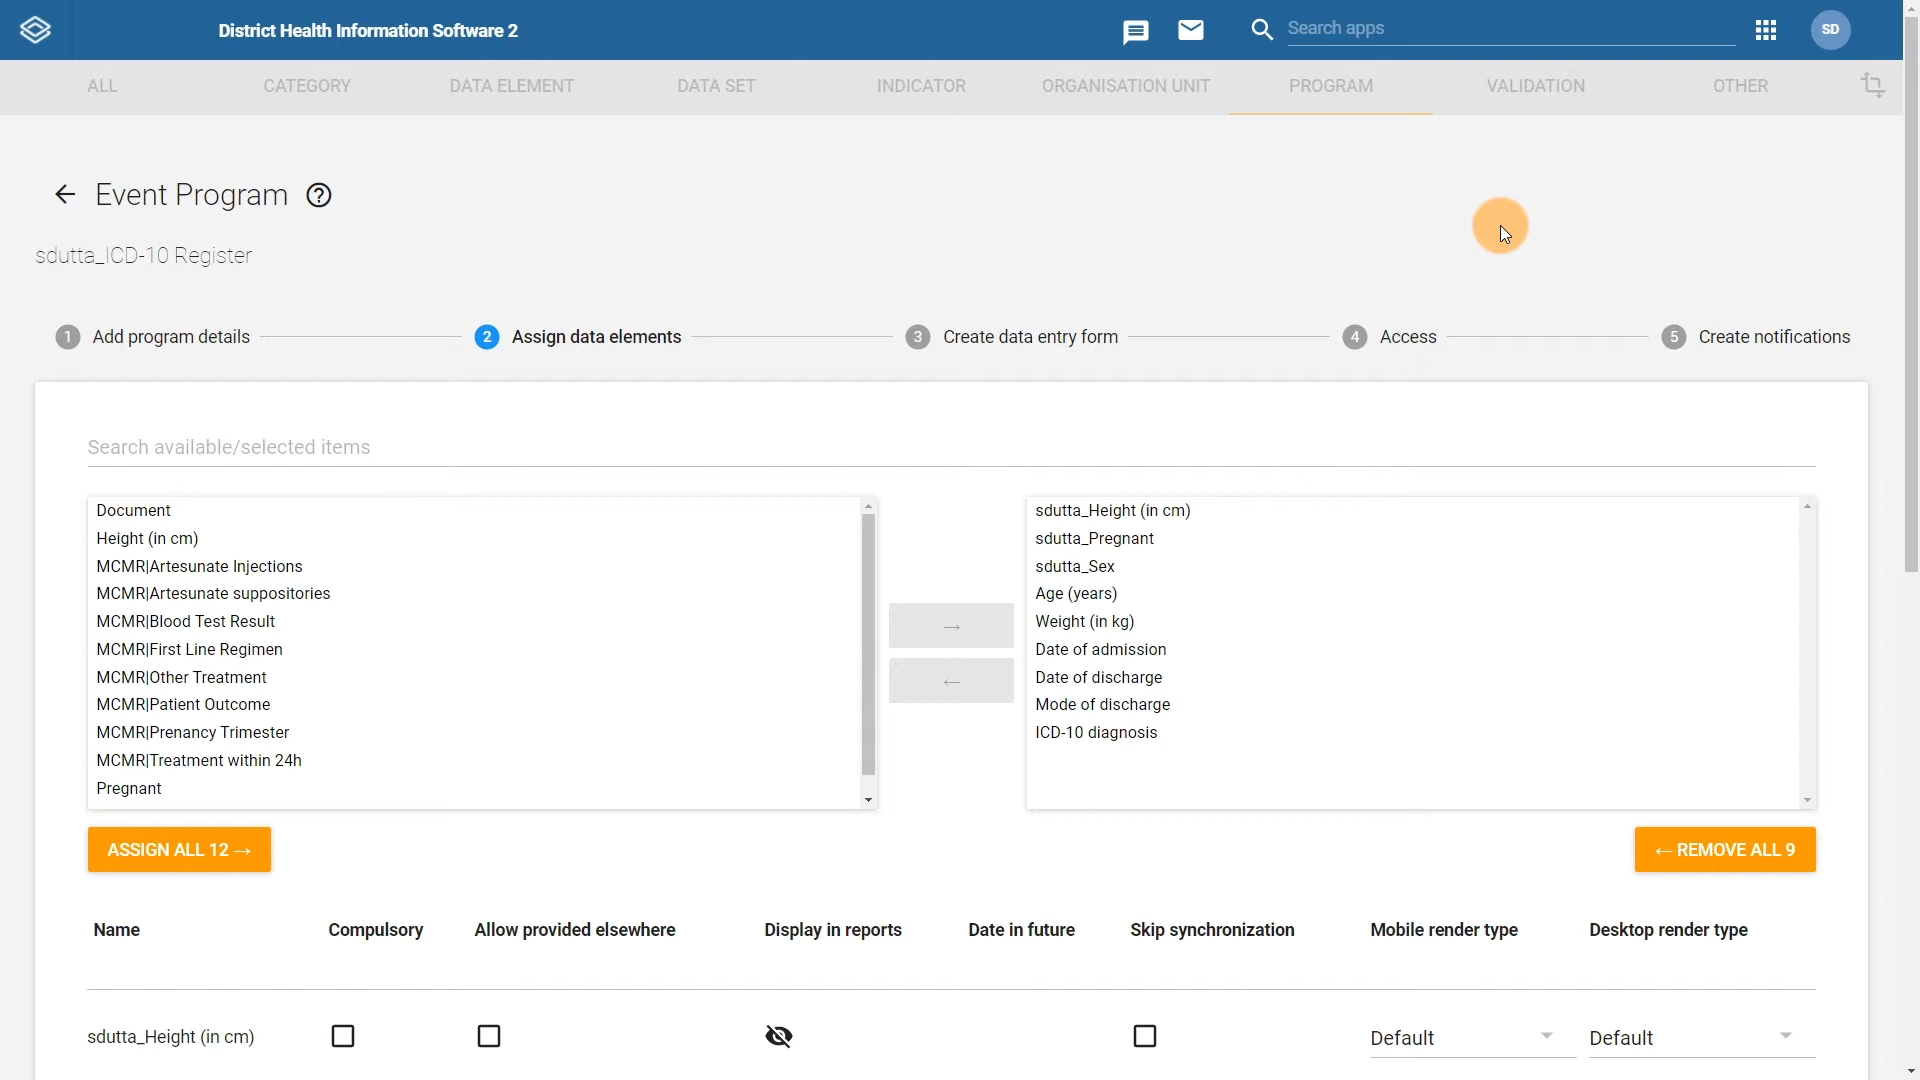 District Health Information Software 2
Search apps
SD
ALL
CATEGORY
DATA ELEMENT
DATA SET
INDICATOR
ORGANISATION UNIT
PROGRAM
VALIDATION
OTHER
Event Program
sdutta_ICD-10 Register
1 Add program details
2 Assign data elements
3 Create data entry form
4 Access
5 Create notifications
Search available/selected items
Document
Height (in cm)
MCMR|Artesunate Injections
MCMR|Artesunate suppositories
MCMR|Blood Test Result
MCMR|First Line Regimen
MCMR|Other Treatment
MCMR|Patient Outcome
MCMR|Prenancy Trimester
MCMR|Treatment within 24h
Pregnant
→
←
sdutta_Height (in cm)
sdutta_Pregnant
sdutta_Sex
Age (years)
Weight (in kg)
Date of admission
Date of discharge
Mode of discharge
ICD-10 diagnosis
ASSIGN ALL 12 →
← REMOVE ALL 9
Name
Compulsory
Allow provided elsewhere
Display in reports
Date in future
Skip synchronization
Mobile render type
Desktop render type
sdutta_Height (in cm)
Default
Default